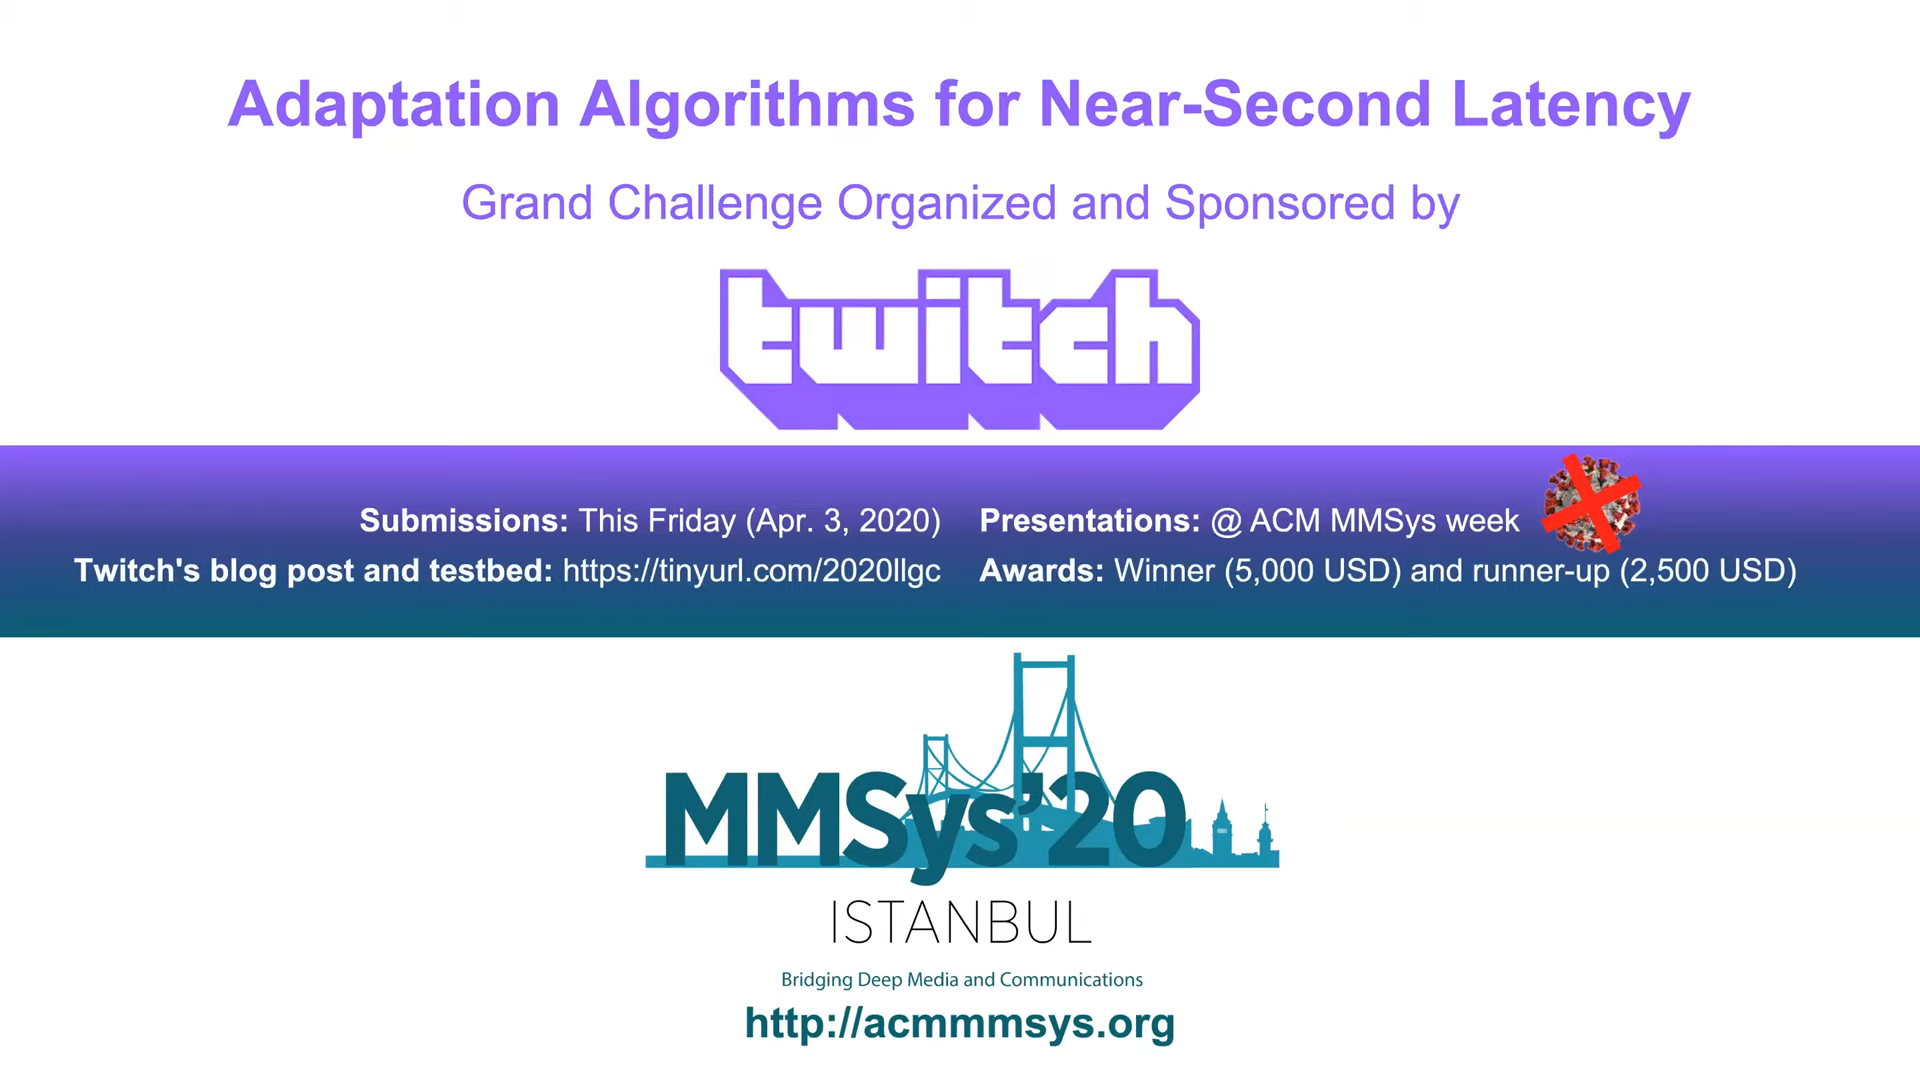 Adaptation Algorithms for Near-Second Latency
Grand Challenge Organized and Sponsored by
twitch
Submissions: This Friday (Apr. 3, 2020)
Twitch's blog post and testbed: https://tinyurl.com/2020llgc
Presentations: @ ACM MMSys week
Awards: Winner (5,000 USD) and runner-up (2,500 USD)
MMSys'20
ISTANBUL
Bridging Deep Media and Communications
http://acmmmsys.org